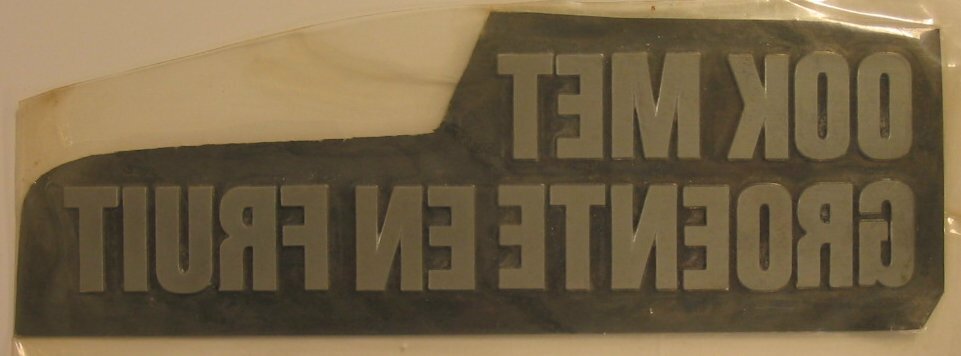 OOK MET
GROENTE EN FRUIT